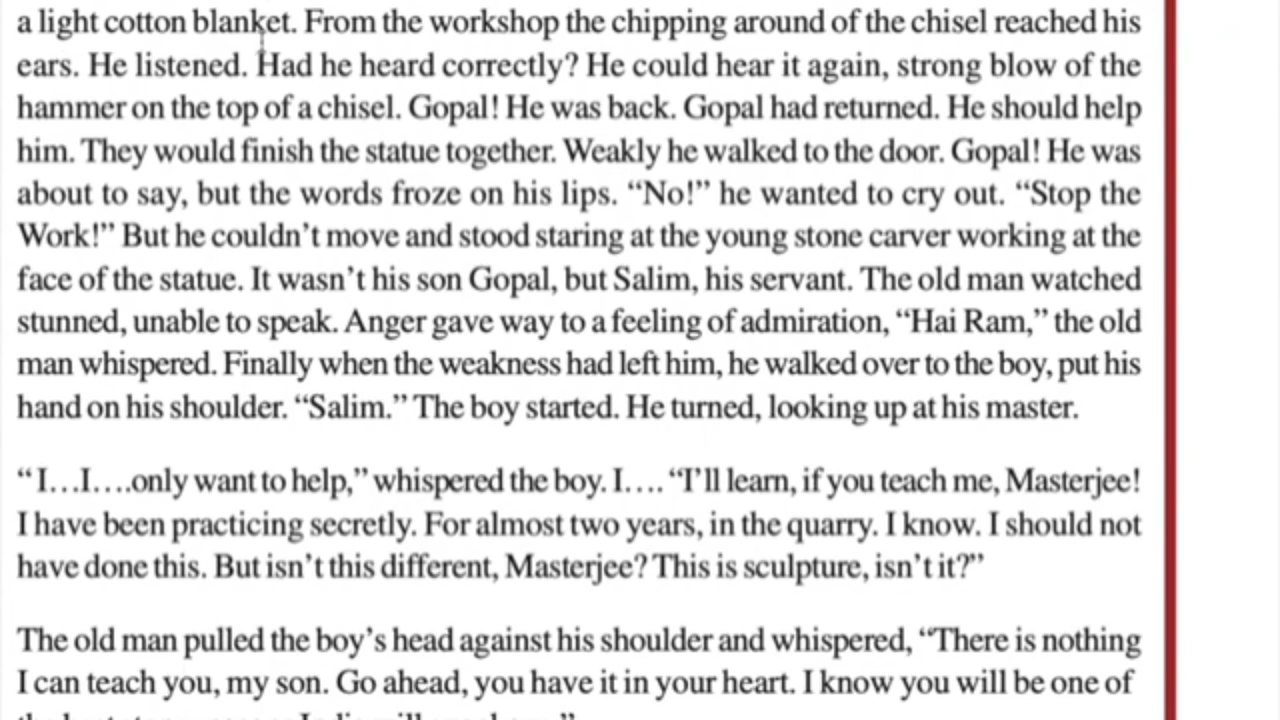 a light cotton blanket. From the workshop the chipping around of the chisel reached his
ears. He listened. Had he heard correctly? He could hear it again, strong blow of the
hammer on the top of a chisel. Gopal! He was back. Gopal had returned. He should help
him. They would finish the statue together. Weakly he walked to the door. Gopal! He was
about to say, but the words froze on his lips. “No!” he wanted to cry out. “Stop the
Work!” But he couldn’t move and stood staring at the young stone carver working at the
face of the statue. It wasn’t his son Gopal, but Salim, his servant. The old man watched
stunned, unable to speak. Anger gave way to a feeling of admiration, “Hai Ram,” the old
man whispered. Finally when the weakness had left him, he walked over to the boy, put his
hand on his shoulder. “Salim.” The boy started. He turned, looking up at his master.
“ I…I….only want to help,” whispered the boy. I…. “I’ll learn, if you teach me, Masterjee!
I have been practicing secretly. For almost two years, in the quarry. I know. I should not
have done this. But isn’t this different, Masterjee? This is sculpture, isn’t it?”
The old man pulled the boy’s head against his shoulder and whispered, “There is nothing
I can teach you, my son. Go ahead, you have it in your heart. I know you will be one of